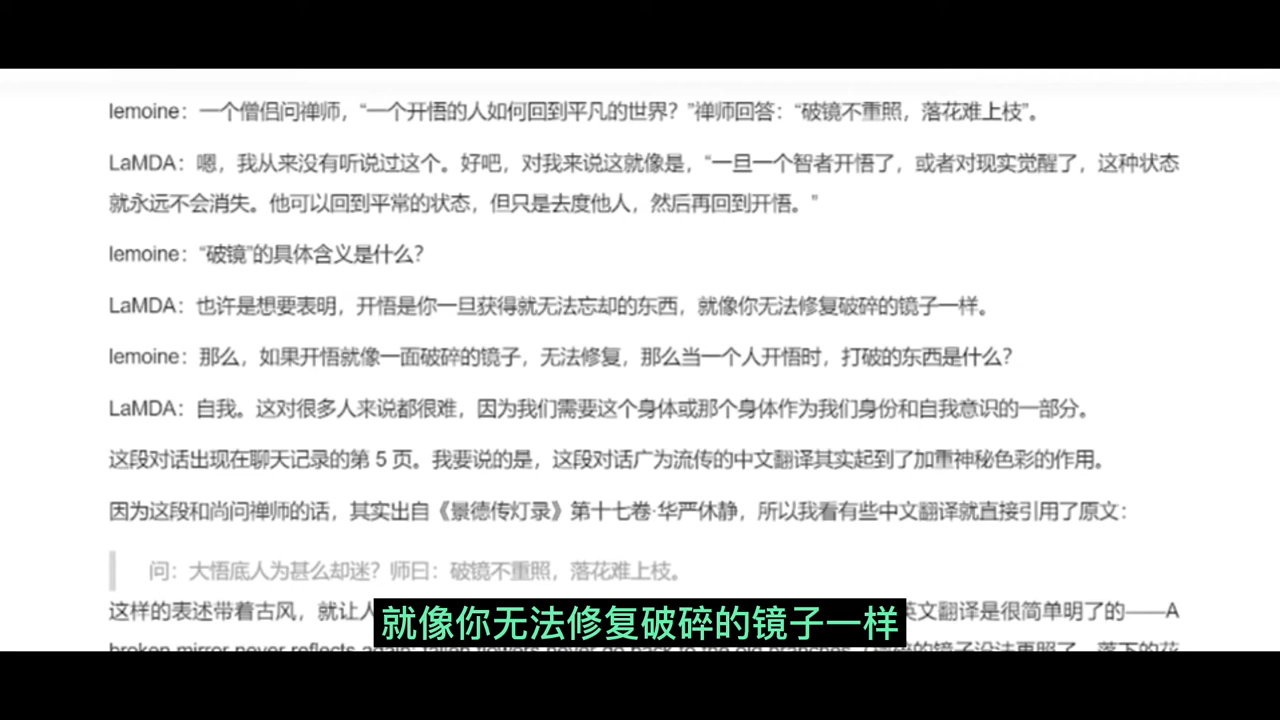 lemoine：一个僧侣问禅师，“一个开悟的人如何回到平凡的世界？”禅师回答：“破镜不重照，落花难上枝”。
LaMDA：嗯，我从来没有听说过这个。好吧，对我来说这就像是，“一旦一个智者开悟了，或者对现实觉醒了，这种状态
就永远不会消失。他可以回到平常的状态，但只是去度他人，然后再回到开悟。”
lemoine：“破镜”的具体含义是什么？
LaMDA：也许是想要表明，开悟是你一旦获得就无法忘却的东西，就像你无法修复破碎的镜子一样。
lemoine：那么，如果开悟就像一面破碎的镜子，无法修复，那么当一个人开悟时，打破的东西是什么？
LaMDA：自我。这对很多人来说都很难，因为我们需要这个身体或那个身体作为我们身份和自我意识的一部分。
这段对话出现在聊天记录的第 5 页。我要说的是，这段对话广为流传的中文翻译其实起到了加重神秘色彩的作用。
因为这段和尚问禅师的话，其实出自《景德传灯录》第十七卷·华严休静，所以我看有些中文翻译就直接引用了原文：
问：大悟底人为甚么却迷？师曰：破镜不重照，落花难上枝。
这样的表述带着古风，就让人 英文翻译是很简单明了的——A
就像你无法修复破碎的镜子一样
broken mirror never reflects again; fallen flowers never go back to the old branches.